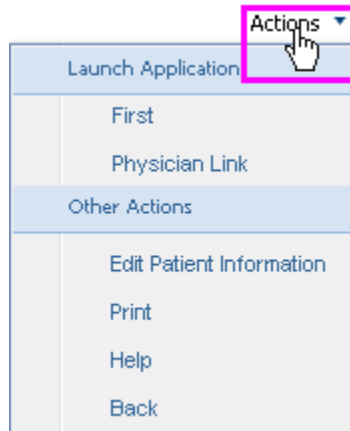 Actions
Launch Application
First
Physician Link
Other Actions
Edit Patient Information
Print
Help
Back